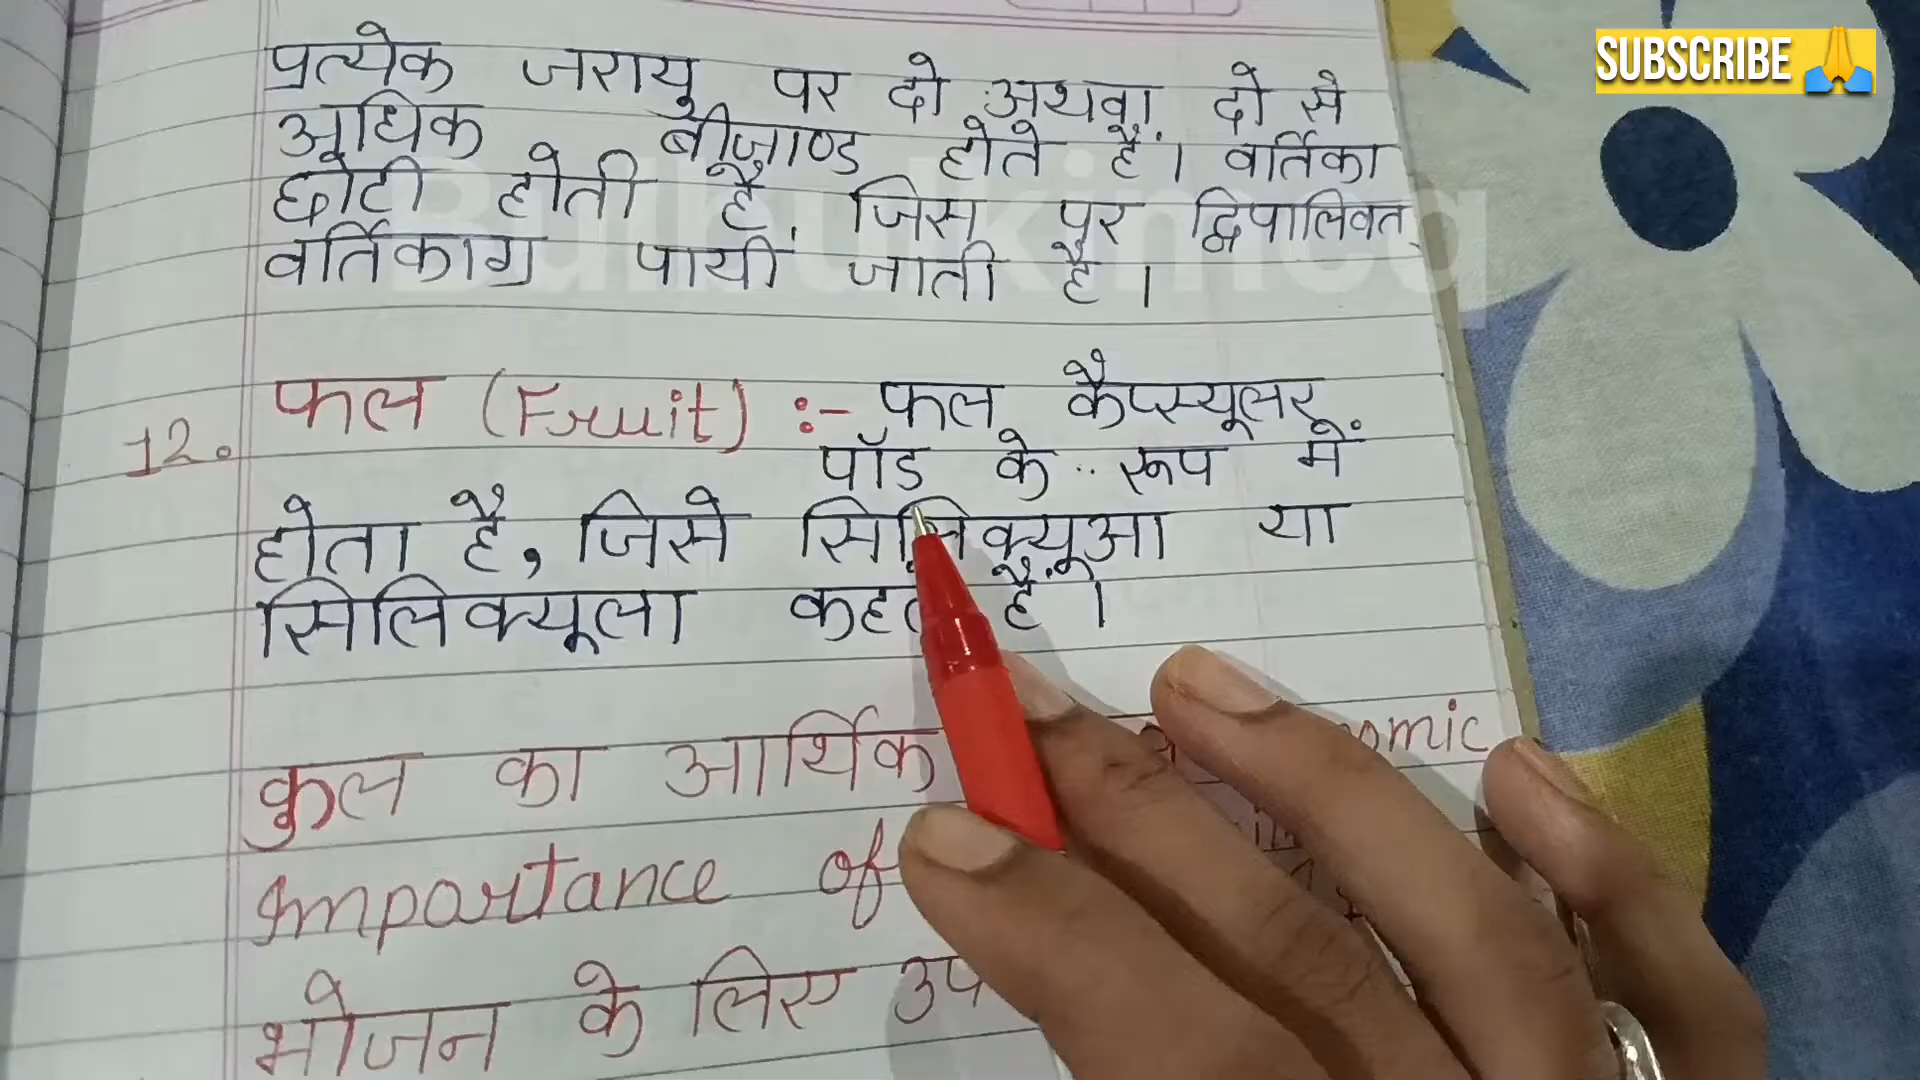 SUBSCRIBE
प्रत्येक जरायु पर दो अथवा दो से
अधिक बीजाण्ड होते हैं। वर्तिका
छोटी होती है, जिस पर द्विपालिवत्
वर्तिकाग्र पायी जाती है।
12. फल (Fruit) :- फल कैप्स्यूलर
पॉड के रूप में
होता है, जिसे सिलिक्यूआ या
सिलिक्यूला कहते हैं।
कुल का आर्थिक
Importance of
भोजन के लिए